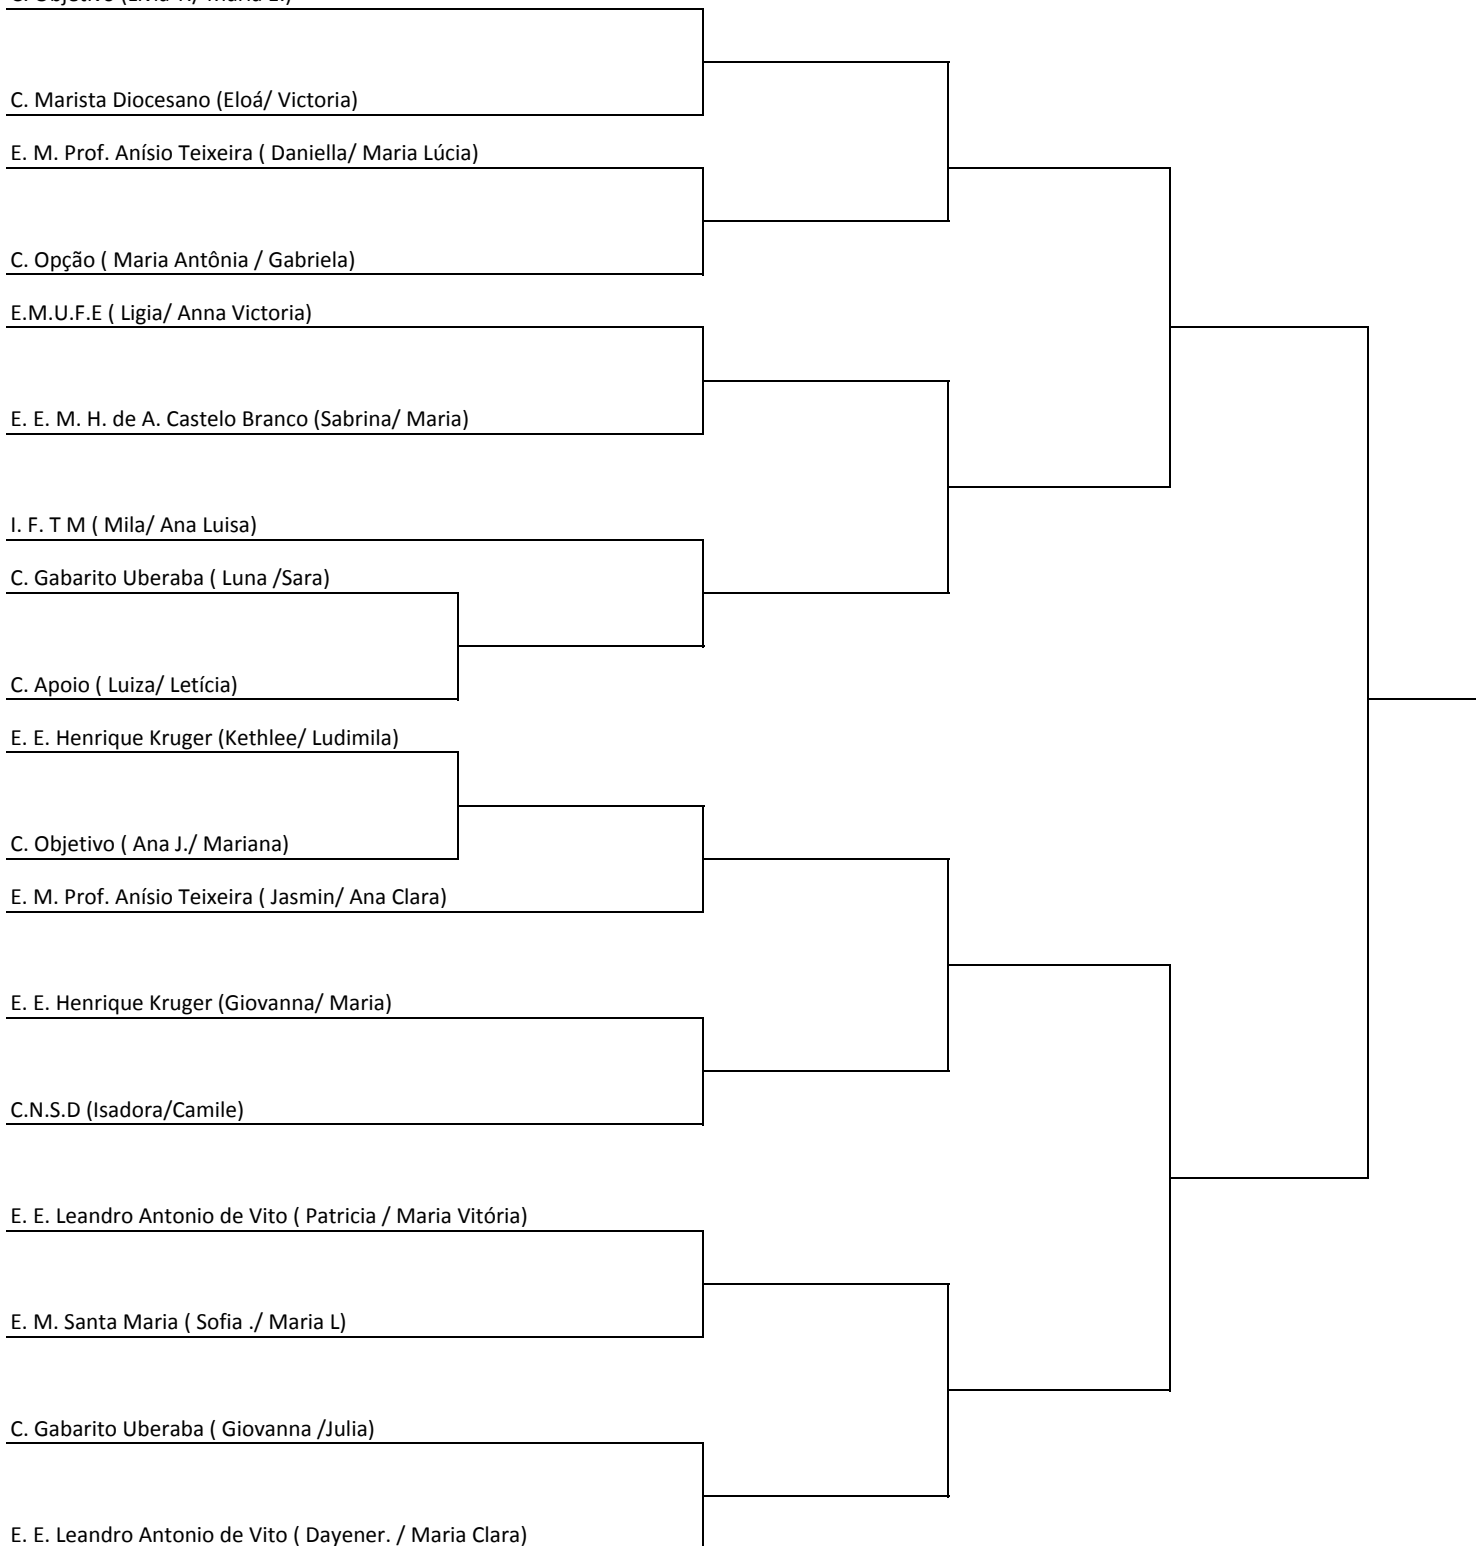 C. Marista Diocesano (Eloá/ Victoria)
E. M. Prof. Anísio Teixeira ( Daniella/ Maria Lúcia)
C. Opção ( Maria Antônia / Gabriela)
E.M.U.F.E ( Ligia/ Anna Victoria)
E. E. M. H. de A. Castelo Branco (Sabrina/ Maria)
I. F. T M ( Mila/ Ana Luisa)
C. Gabarito Uberaba ( Luna /Sara)
C. Apoio ( Luiza/ Letícia)
E. E. Henrique Kruger (Kethlee/ Ludimila)
C. Objetivo ( Ana J./ Mariana)
E. M. Prof. Anísio Teixeira ( Jasmin/ Ana Clara)
E. E. Henrique Kruger (Giovanna/ Maria)
C.N.S.D (Isadora/Camile)
E. E. Leandro Antonio de Vito ( Patricia / Maria Vitória)
E. M. Santa Maria ( Sofia ./ Maria L)
C. Gabarito Uberaba ( Giovanna /Julia)
E. E. Leandro Antonio de Vito ( Dayener. / Maria Clara)